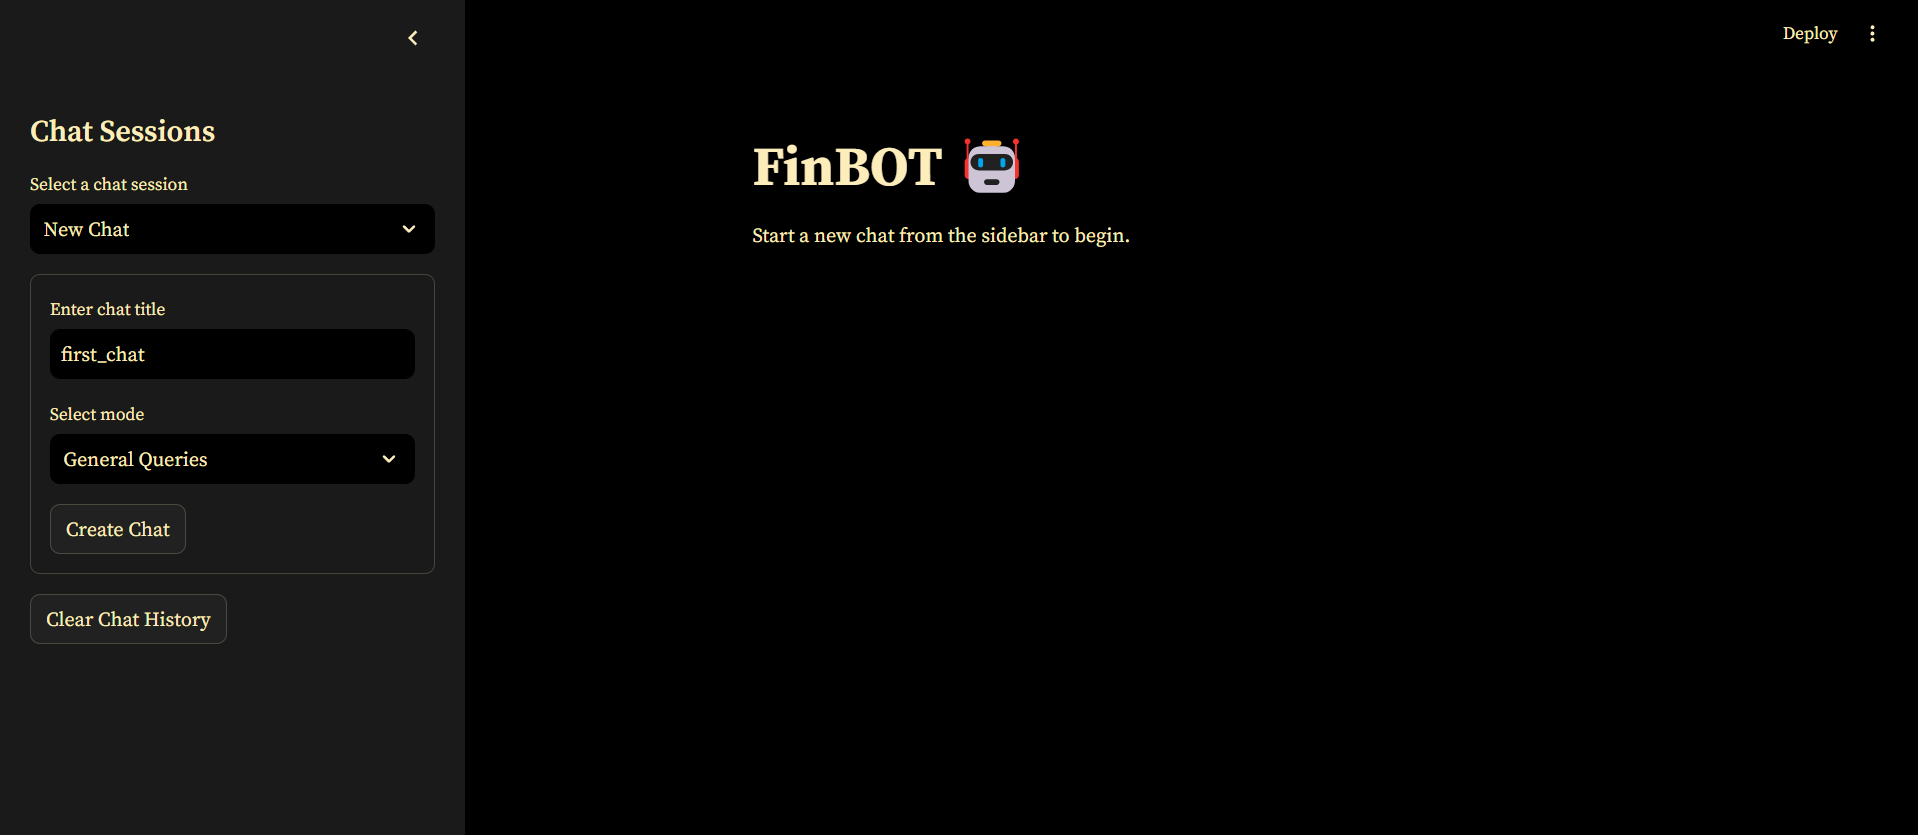 Deploy
Chat Sessions
Select a chat session
New Chat
Enter chat title
first_chat
Select mode
General Queries
Create Chat
Clear Chat History
FinBOT
Start a new chat from the sidebar to begin.